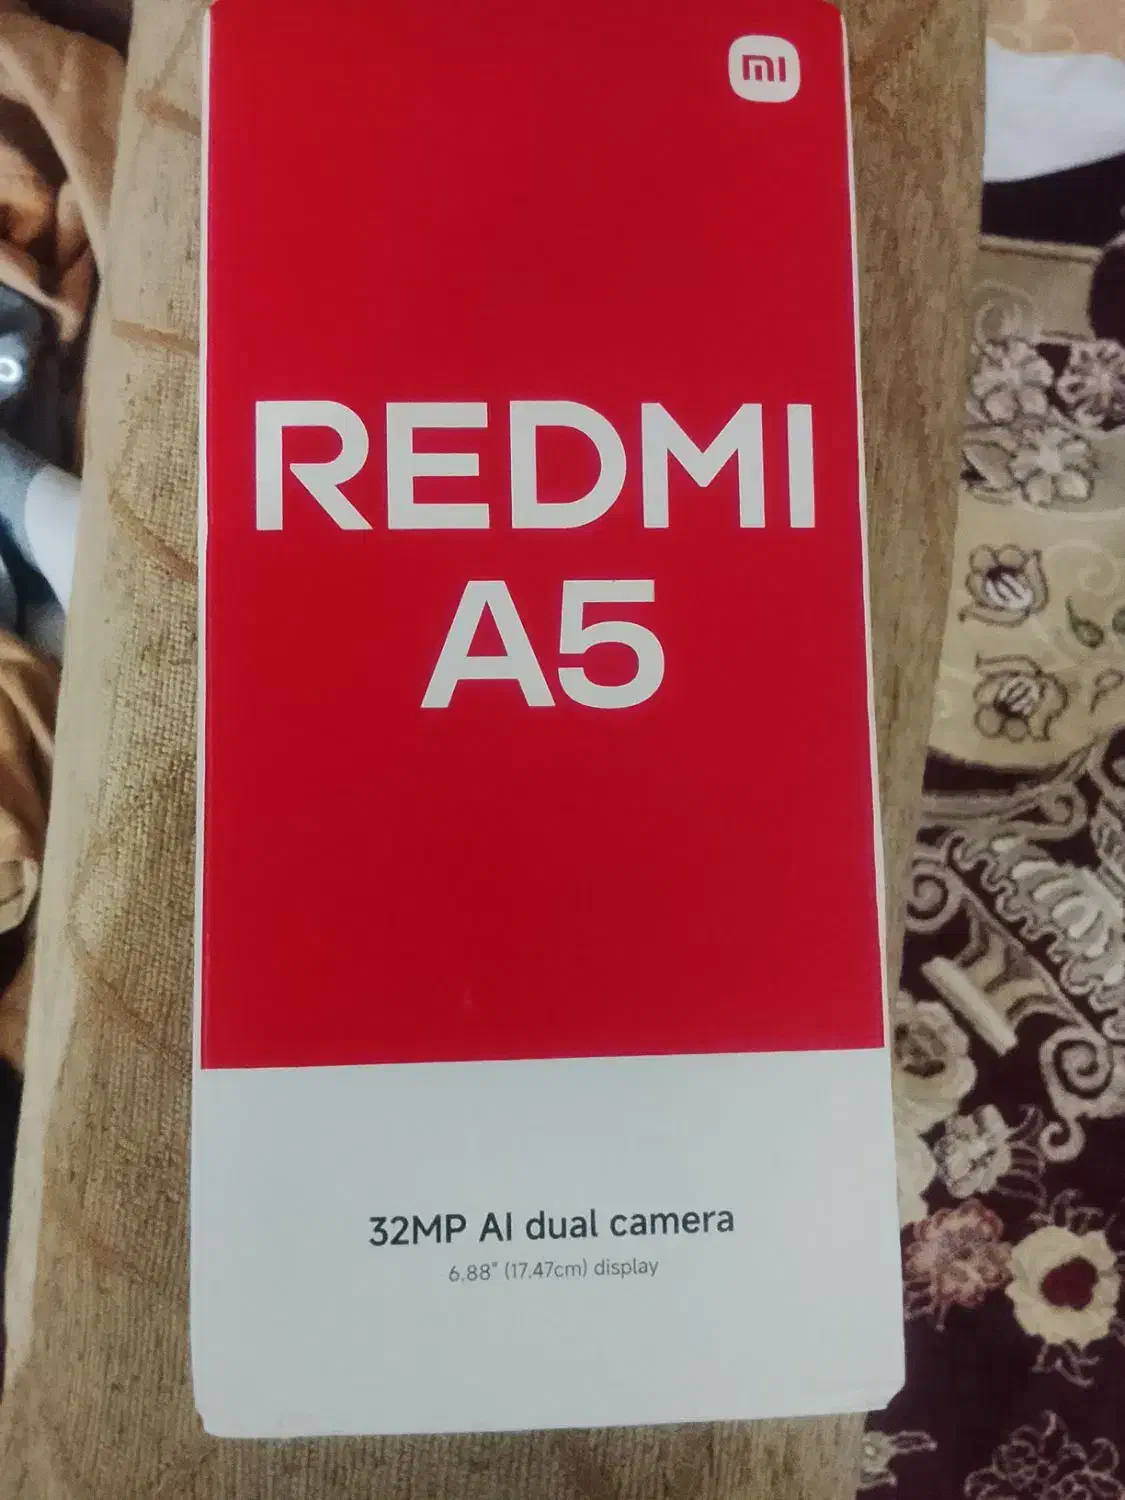 mi
REDMI
A5
32MP AI dual camera
6.88" (17.47cm) display